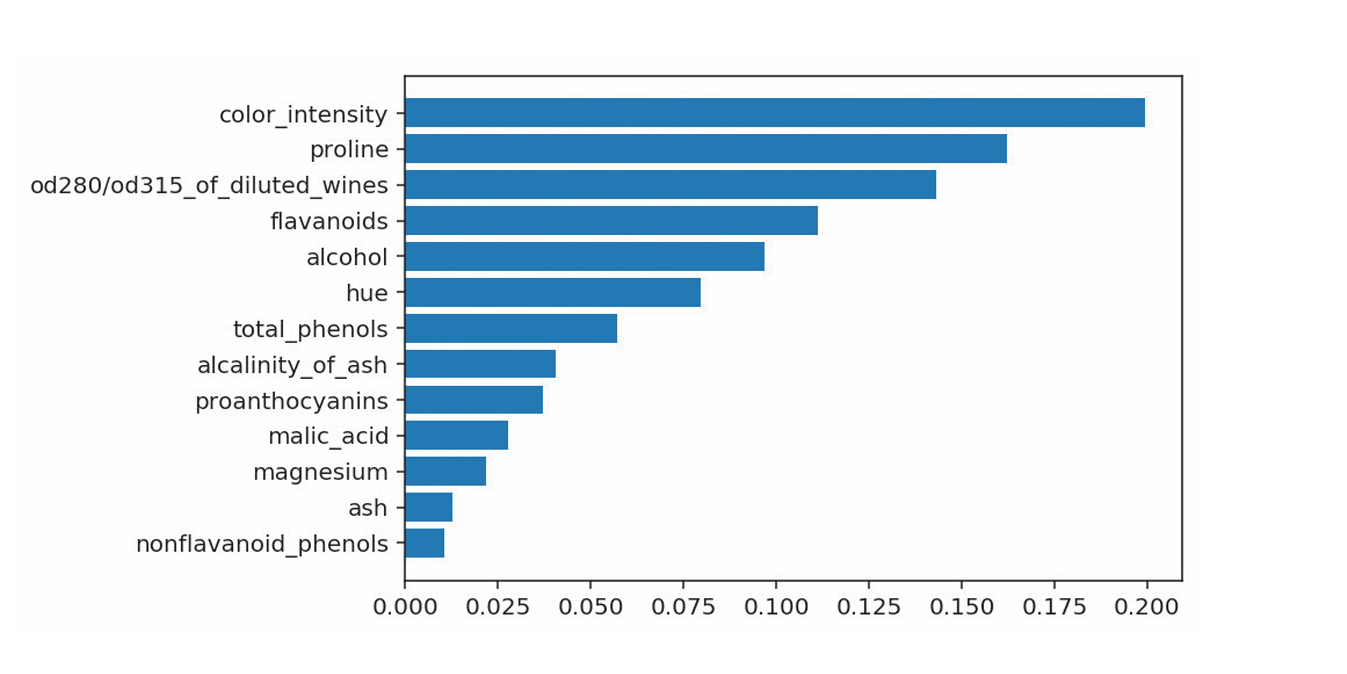 color_intensity
proline
od280/od315_of_diluted_wines
flavanoids
alcohol
hue
total_phenols
alcalinity_of_ash
proanthocyanins
malic_acid
magnesium
ash
nonflavanoid_phenols
0.000 0.025 0.050 0.075 0.100 0.125 0.150 0.175 0.200